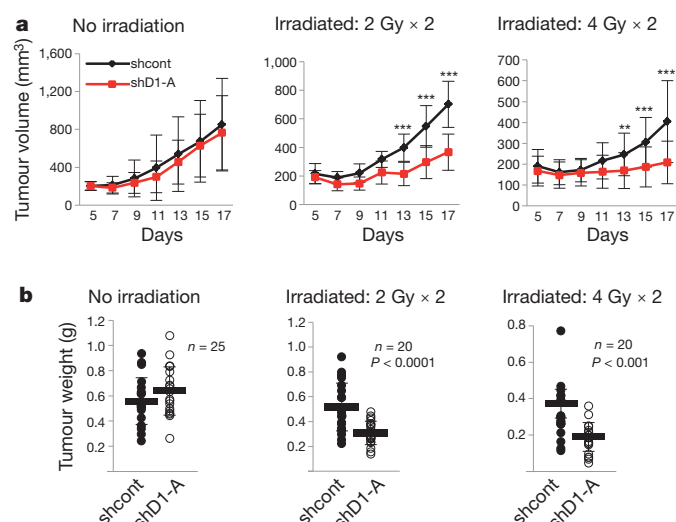 a
No irradiation
Irradiated: 2 Gy × 2
Irradiated: 4 Gy × 2
Tumour volume (mm³)
1,600
1,200
800
400
0
shcont
shD1-A
5 7 9 11 13 15 17
Days
1,000
800
600
400
200
0
*** *** ***
5 7 9 11 13 15 17
Days
700
600
500
400
300
200
100
0
** *** ***
5 7 9 11 13 15 17
Days
b
No irradiation
Irradiated: 2 Gy × 2
Irradiated: 4 Gy × 2
Tumour weight (g)
1.2
1.0
0.8
0.6
0.4
0.2
n = 25
shcont
shD1-A
1.2
1.0
0.8
0.6
0.4
0.2
n = 20
P < 0.0001
shcont
shD1-A
0.8
0.6
0.4
0.2
n = 20
P < 0.001
shcont
shD1-A